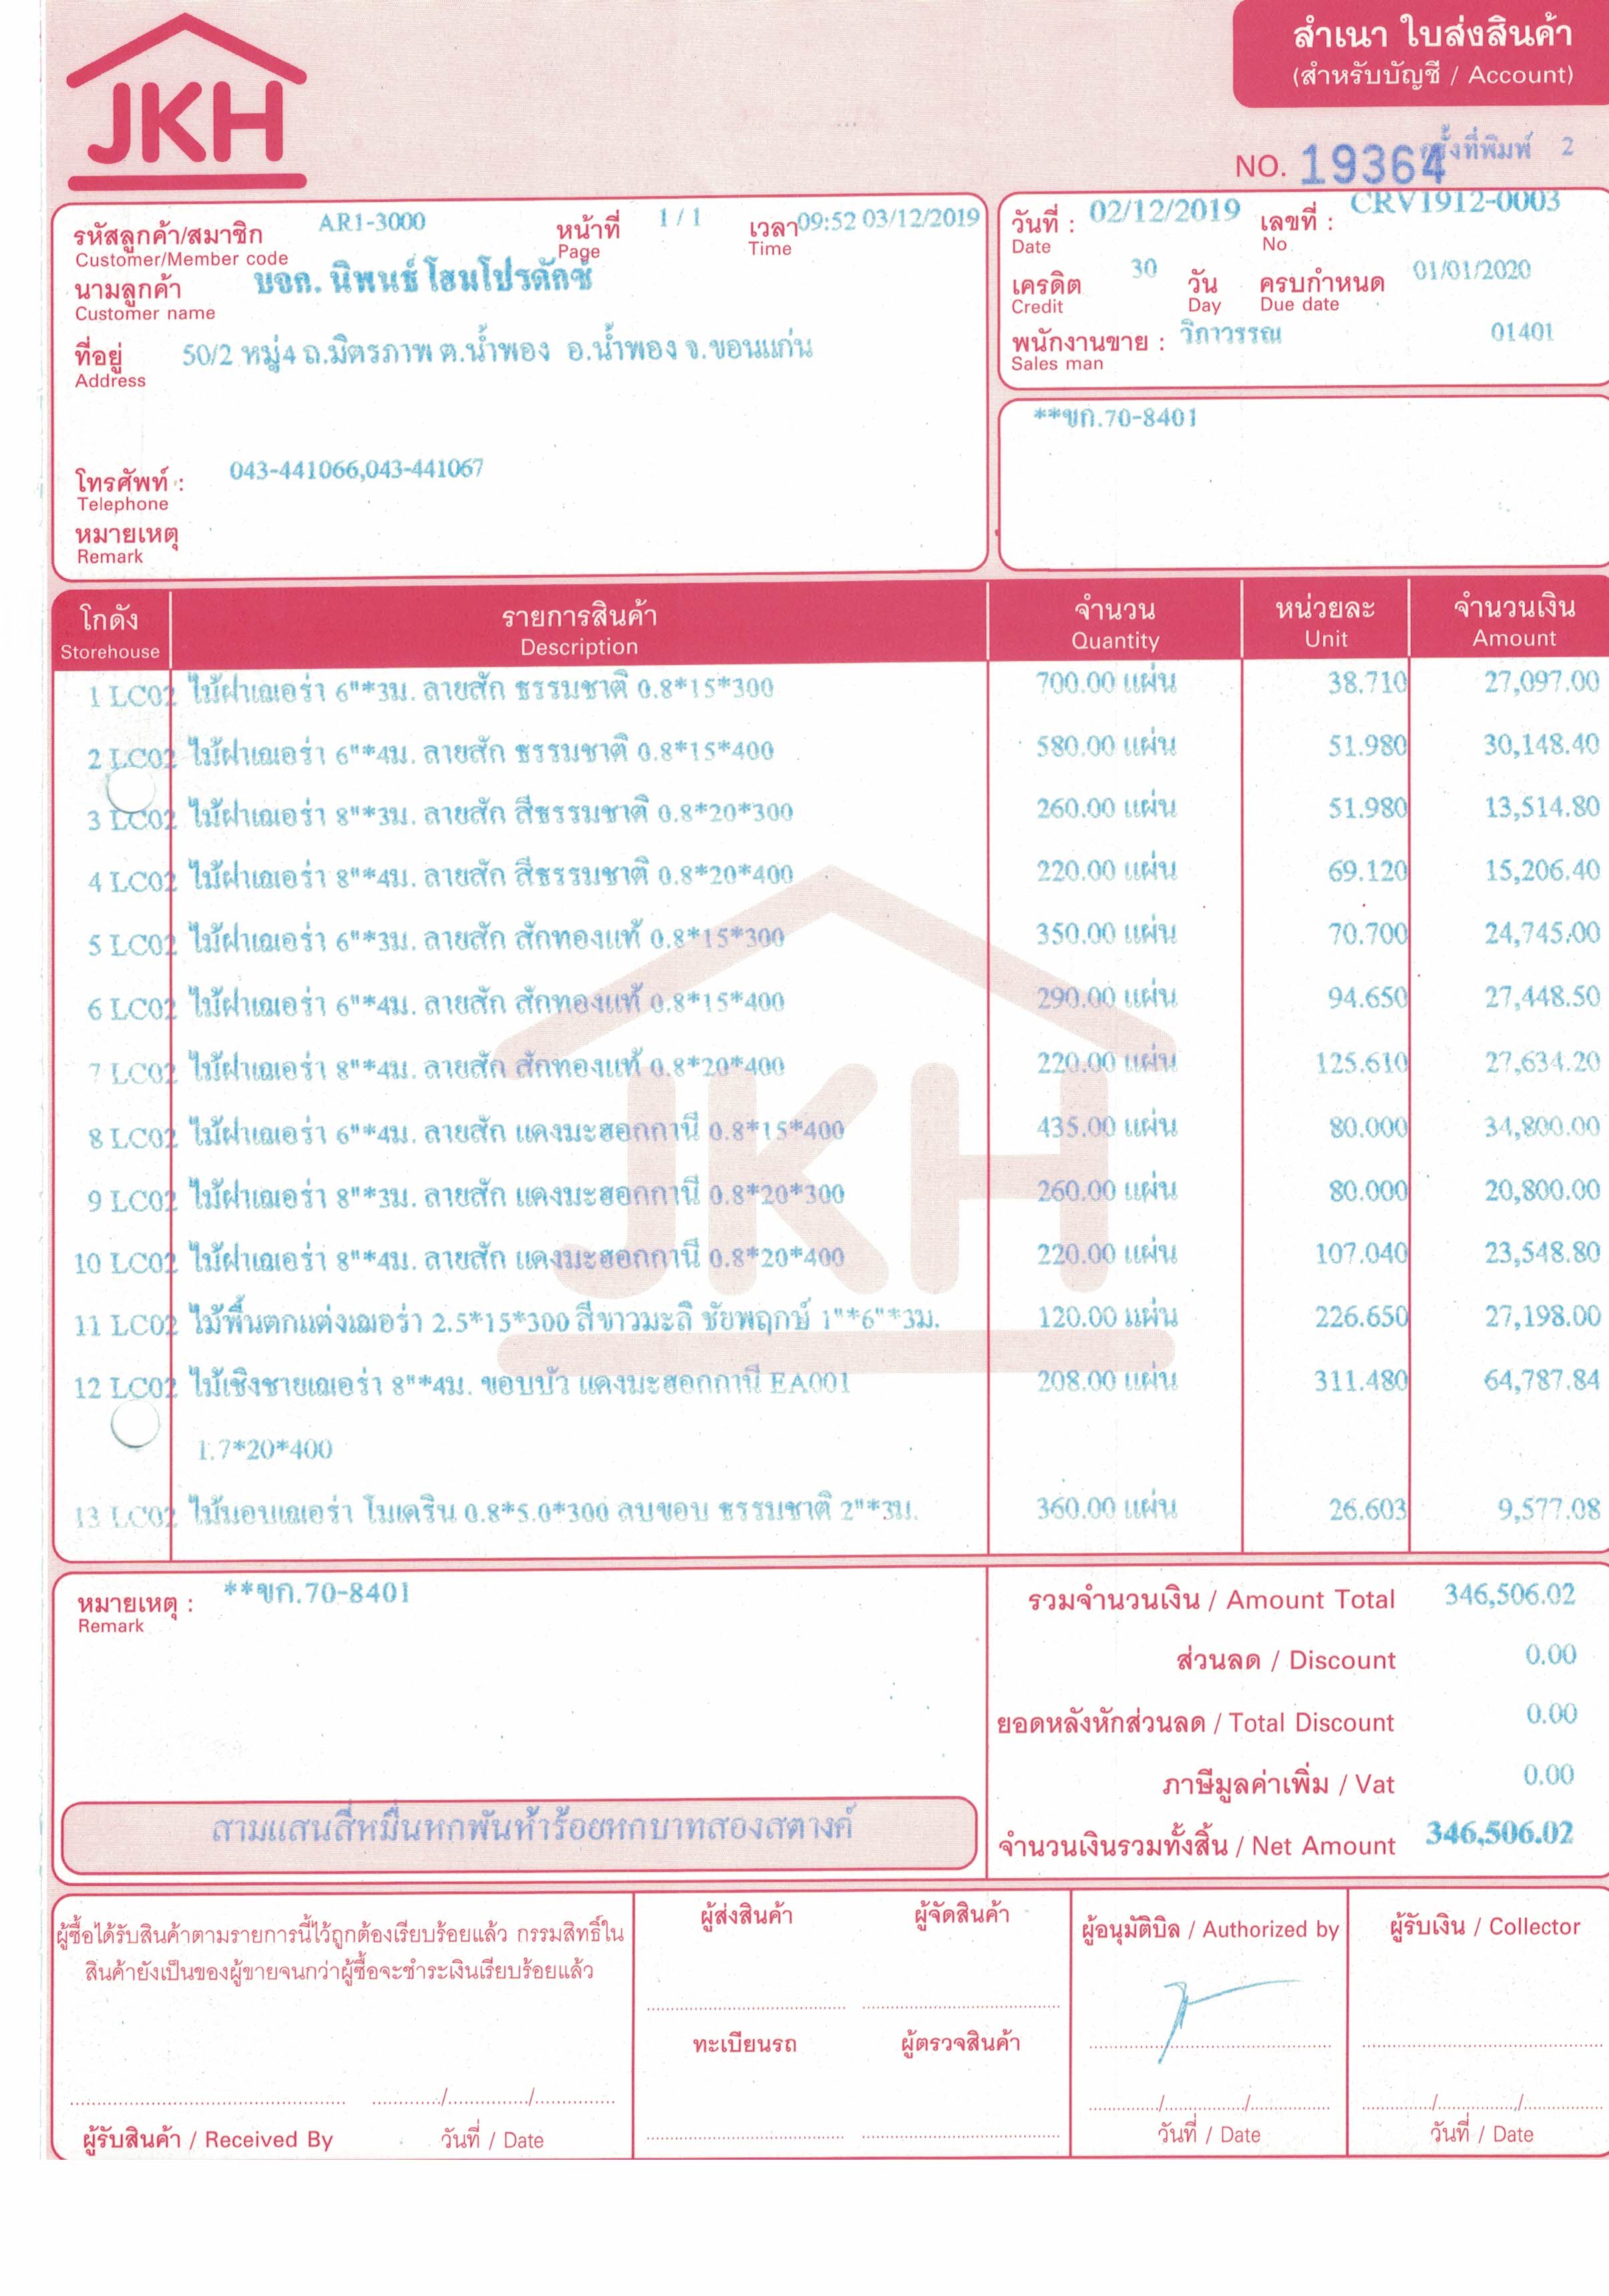 JKH
สำเนา ใบส่งสินค้า
(สำหรับบัญชี / Account)
NO. 19364 ครั้งที่พิมพ์ 2
รหัสลูกค้า/สมาชิก AR1-3000 หน้าที่ 1 / 1 เวลา 09:52 03/12/2019
Customer/Member code Page Time
นามลูกค้า บจก. นิพนธ์ โฮมโปรดักซ์
Customer name
ที่อยู่ 50/2 หมู่4 ถ.มิตรภาพ ต.น้ำพอง อ.น้ำพอง จ.ขอนแก่น
Address
โทรศัพท์ : 043-441066,043-441067
Telephone
หมายเหตุ
Remark
วันที่ : 02/12/2019 เลขที่ : CRV1912-0003
Date No
เครดิต 30 วัน ครบกำหนด 01/01/2020
Credit Day Due date
พนักงานขาย : วิภาวรรณ 01401
Sales man
**ขก.70-8401
โกดัง รายการสินค้า จำนวน หน่วยละ จำนวนเงิน
Storehouse Description Quantity Unit Amount
1 LC02 ไม้ฝาเฌอร่า 6"*3ม. ลายสัก ธรรมชาติ 0.8*15*300 700.00 แผ่น 38.710 27,097.00
2 LC02 ไม้ฝาเฌอร่า 6"*4ม. ลายสัก ธรรมชาติ 0.8*15*400 580.00 แผ่น 51.980 30,148.40
3 LC02 ไม้ฝาเฌอร่า 8"*3ม. ลายสัก สีธรรมชาติ 0.8*20*300 260.00 แผ่น 51.980 13,514.80
4 LC02 ไม้ฝาเฌอร่า 8"*4ม. ลายสัก สีธรรมชาติ 0.8*20*400 220.00 แผ่น 69.120 15,206.40
5 LC02 ไม้ฝาเฌอร่า 6"*3ม. ลายสัก สักทองแท้ 0.8*15*300 350.00 แผ่น 70.700 24,745.00
6 LC02 ไม้ฝาเฌอร่า 6"*4ม. ลายสัก สักทองแท้ 0.8*15*400 290.00 แผ่น 94.650 27,448.50
7 LC02 ไม้ฝาเฌอร่า 8"*4ม. ลายสัก สักทองแท้ 0.8*20*400 220.00 แผ่น 125.610 27,634.20
8 LC02 ไม้ฝาเฌอร่า 6"*4ม. ลายสัก แดงมะฮอกกานี 0.8*15*400 435.00 แผ่น 80.000 34,800.00
9 LC02 ไม้ฝาเฌอร่า 8"*3ม. ลายสัก แดงมะฮอกกานี 0.8*20*300 260.00 แผ่น 80.000 20,800.00
10 LC02 ไม้ฝาเฌอร่า 8"*4ม. ลายสัก แดงมะฮอกกานี 0.8*20*400 220.00 แผ่น 107.040 23,548.80
11 LC02 ไม้พื้นตกแต่งเฌอร่า 2.5*15*300 สีขาวมะลิ ชัยพฤกษ์ 1"*6"*3ม. 120.00 แผ่น 226.650 27,198.00
12 LC02 ไม้เชิงชายเฌอร่า 8"*4ม. ขอบบัว แดงมะฮอกกานี EA001 208.00 แผ่น 311.480 64,787.84
1.7*20*400
13 LC02 ไม้มอบเฌอร่า โมเดริน 0.8*5.0*300 ลบขอบ ธรรมชาติ 2"*3ม. 360.00 แผ่น 26.603 9,577.08
หมายเหตุ : **ขก.70-8401
Remark
รวมจำนวนเงิน / Amount Total 346,506.02
ส่วนลด / Discount 0.00
ยอดหลังหักส่วนลด / Total Discount 0.00
ภาษีมูลค่าเพิ่ม / Vat 0.00
สามแสนสี่หมื่นหกพันห้าร้อยหกบาทสองสตางค์
จำนวนเงินรวมทั้งสิ้น / Net Amount 346,506.02
ผู้ซื้อได้รับสินค้าตามรายการนี้ไว้ถูกต้องเรียบร้อยแล้ว กรรมสิทธิ์ใน
สินค้ายังเป็นของผู้ขายจนกว่าผู้ซื้อจะชำระเงินเรียบร้อยแล้ว
ผู้รับสินค้า / Received By วันที่ / Date
ผู้ส่งสินค้า ผู้จัดสินค้า
ทะเบียนรถ ผู้ตรวจสินค้า
ผู้อนุมัติบิล / Authorized by
วันที่ / Date
ผู้รับเงิน / Collector
วันที่ / Date